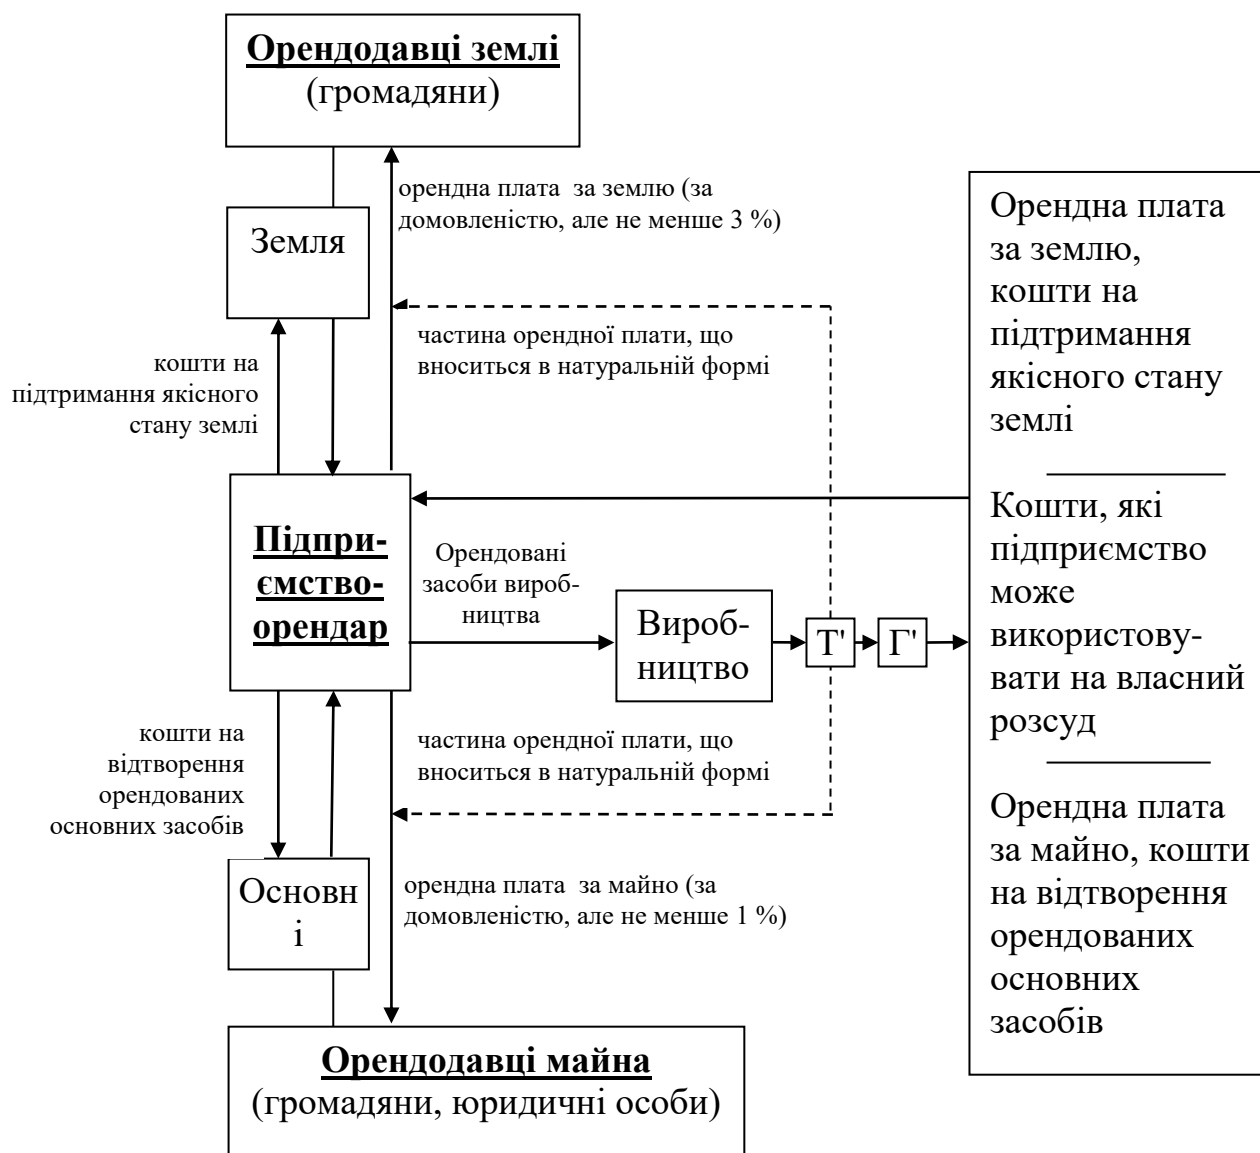 Орендодавці землі
(громадяни)
орендна плата за землю (за
домовленістю, але не менше 3 %)
Земля
частина орендної плати, що
вноситься в натуральній формі
кошти на
підтримання якісного
стану землі
Підпри-
ємство-
орендар
Орендовані
засоби вироб-
ництва
Вироб-
ництво
Т'
Г'
Орендна плата
за землю,
кошти на
підтримання
якісного стану
землі
Кошти, які
підприємство
може
використову-
вати на власний
розсуд
Орендна плата
за майно, кошти
на відтворення
орендованих
основних
засобів
кошти на
відтворення
орендованих
основних засобів
частина орендної плати, що
вноситься в натуральній формі
Основн
і
орендна плата за майно (за
домовленістю, але не менше 1 %)
Орендодавці майна
(громадяни, юридичні особи)